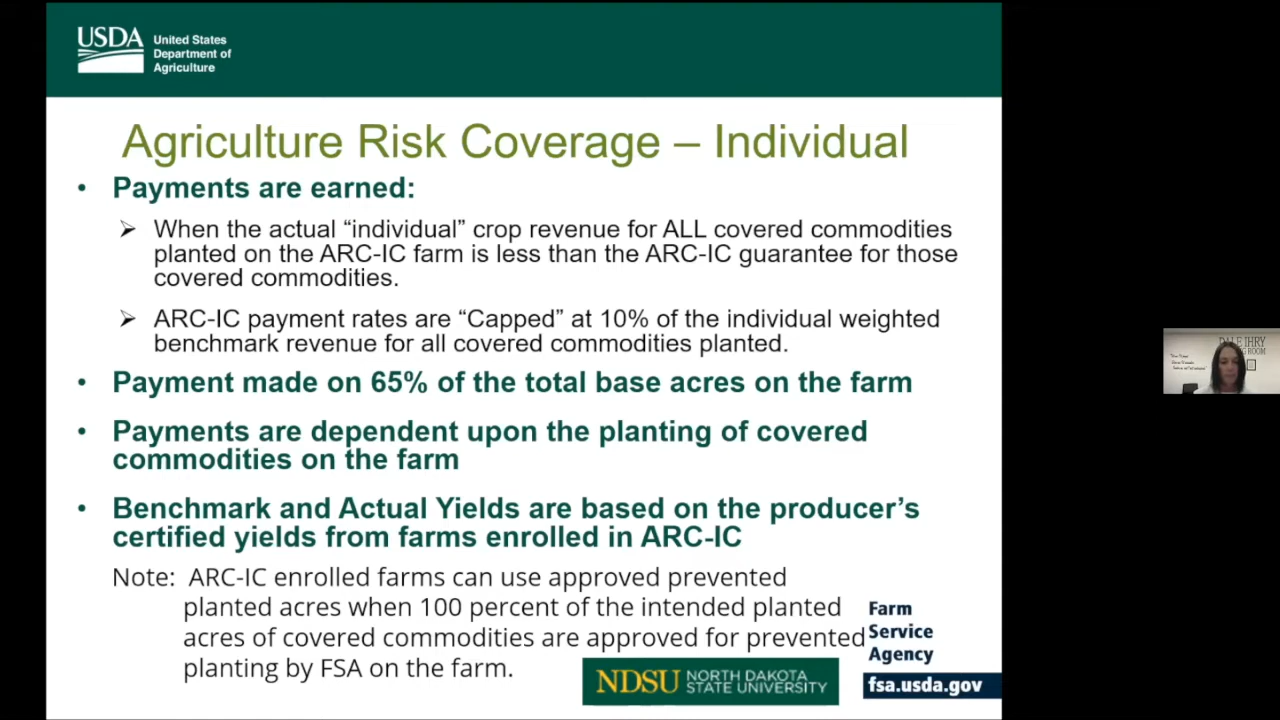 USDA
United States
Department of
Agriculture
Agriculture Risk Coverage – Individual
• Payments are earned:
➢ When the actual “individual” crop revenue for ALL covered commodities
planted on the ARC-IC farm is less than the ARC-IC guarantee for those
covered commodities.
➢ ARC-IC payment rates are “Capped” at 10% of the individual weighted
benchmark revenue for all covered commodities planted.
• Payment made on 65% of the total base acres on the farm
• Payments are dependent upon the planting of covered
commodities on the farm
• Benchmark and Actual Yields are based on the producer’s
certified yields from farms enrolled in ARC-IC
Note: ARC-IC enrolled farms can use approved prevented
planted acres when 100 percent of the intended planted
acres of covered commodities are approved for prevented
planting by FSA on the farm.
Farm
Service
Agency
fsa.usda.gov
NDSU NORTH DAKOTA
STATE UNIVERSITY